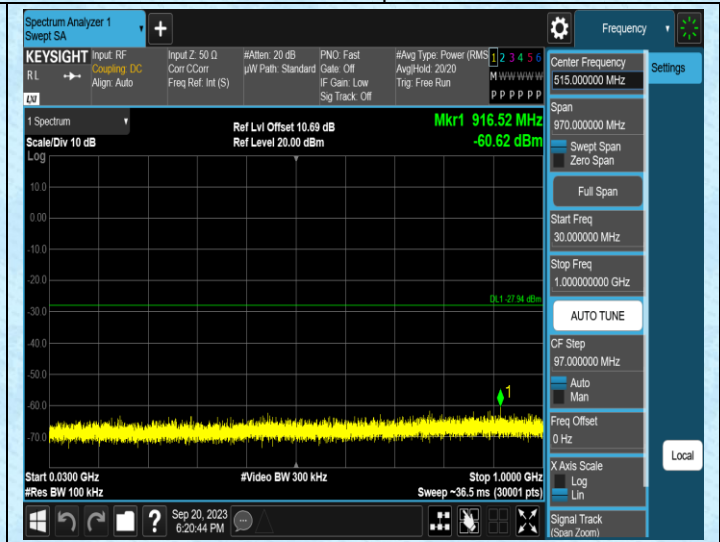 Spectrum Analyzer 1
Swept SA
+
Frequency
KEYSIGHT
RL
LXI
Input: RF
Coupling: DC
Align: Auto
Input Z: 50 Ω
Corr CCorr
Freq Ref: Int (S)
#Atten: 20 dB
µW Path: Standard
PNO: Fast
Gate: Off
IF Gain: Low
Sig Track: Off
#Avg Type: Power (RMS
Avg|Hold: 20/20
Trig: Free Run
1 2 3 4 5 6
M W W W W W
P P P P P P
1 Spectrum
Scale/Div 10 dB
Ref Lvl Offset 10.69 dB
Ref Level 20.00 dBm
Mkr1 916.52 MHz
-60.62 dBm
Log
10.0
0.00
-10.0
-20.0
-30.0
DL1 -27.94 dBm
-40.0
-50.0
1
-60.0
-70.0
Start 0.0300 GHz
#Res BW 100 kHz
#Video BW 300 kHz
Stop 1.0000 GHz
Sweep ~36.5 ms (30001 pts)
?
Sep 20, 2023
6:20:44 PM
Center Frequency
515.000000 MHz
Settings
Span
970.000000 MHz
Swept Span
Zero Span
Full Span
Start Freq
30.000000 MHz
Stop Freq
1.000000000 GHz
AUTO TUNE
CF Step
97.000000 MHz
Auto
Man
Freq Offset
0 Hz
X Axis Scale
Log
Lin
Local
Signal Track
(Span Zoom)